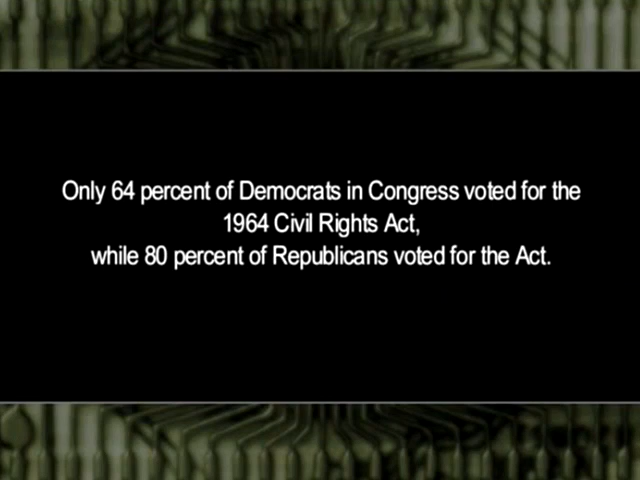 Only 64 percent of Democrats in Congress voted for the
1964 Civil Rights Act,
while 80 percent of Republicans voted for the Act.